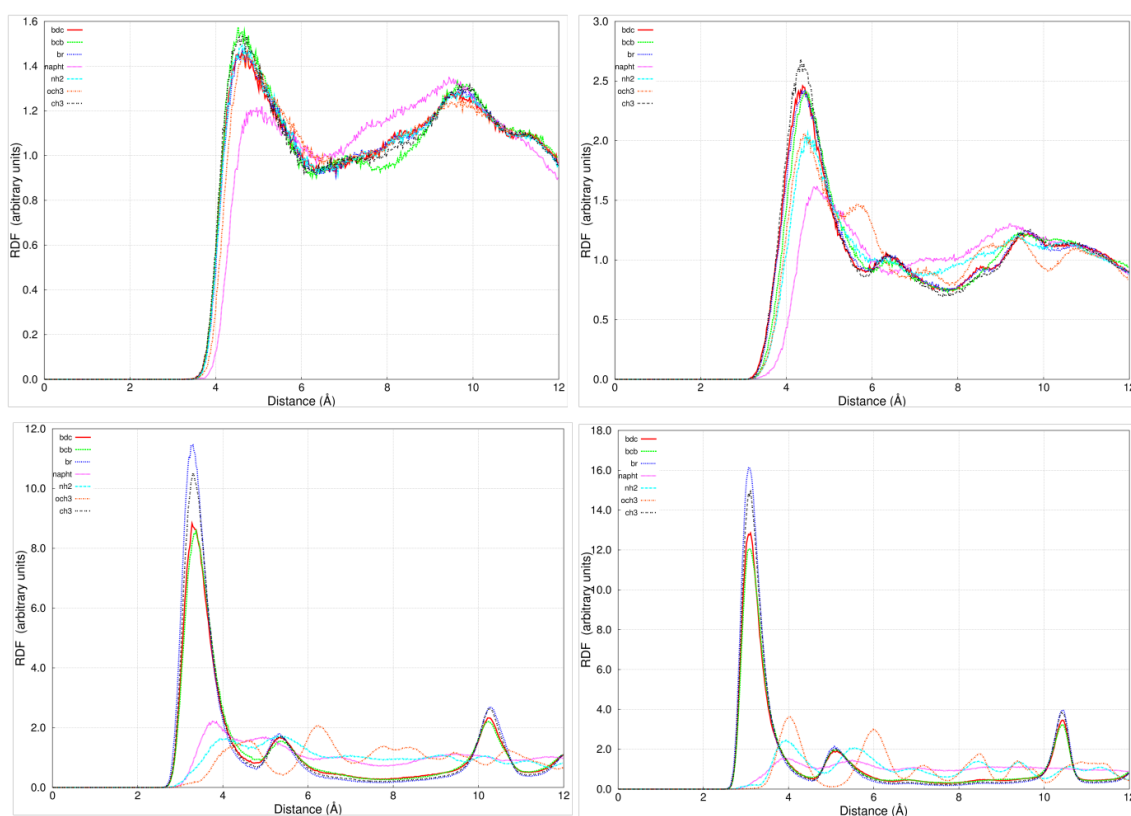 1.6
1.4
1.2
1.0
0.8
0.6
0.4
0.2
0.0
RDF (arbitrary units)
bdc
bcb
br
napht
nh2
och3
ch3
0 2 4 6 8 10 12
Distance (Å)
3.0
2.5
2.0
1.5
1.0
0.5
0.0
RDF (arbitrary units)
bdc
bcb
br
napht
nh2
och3
ch3
0 2 4 6 8 10 12
Distance (Å)
12.0
10.0
8.0
6.0
4.0
2.0
0.0
RDF (arbitrary units)
bdc
bcb
br
napht
nh2
och3
ch3
0 2 4 6 8 10 12
Distance (Å)
18.0
16.0
14.0
12.0
10.0
8.0
6.0
4.0
2.0
0.0
RDF (arbitrary units)
bdc
bcb
br
napht
nh2
och3
ch3
0 2 4 6 8 10 12
Distance (Å)